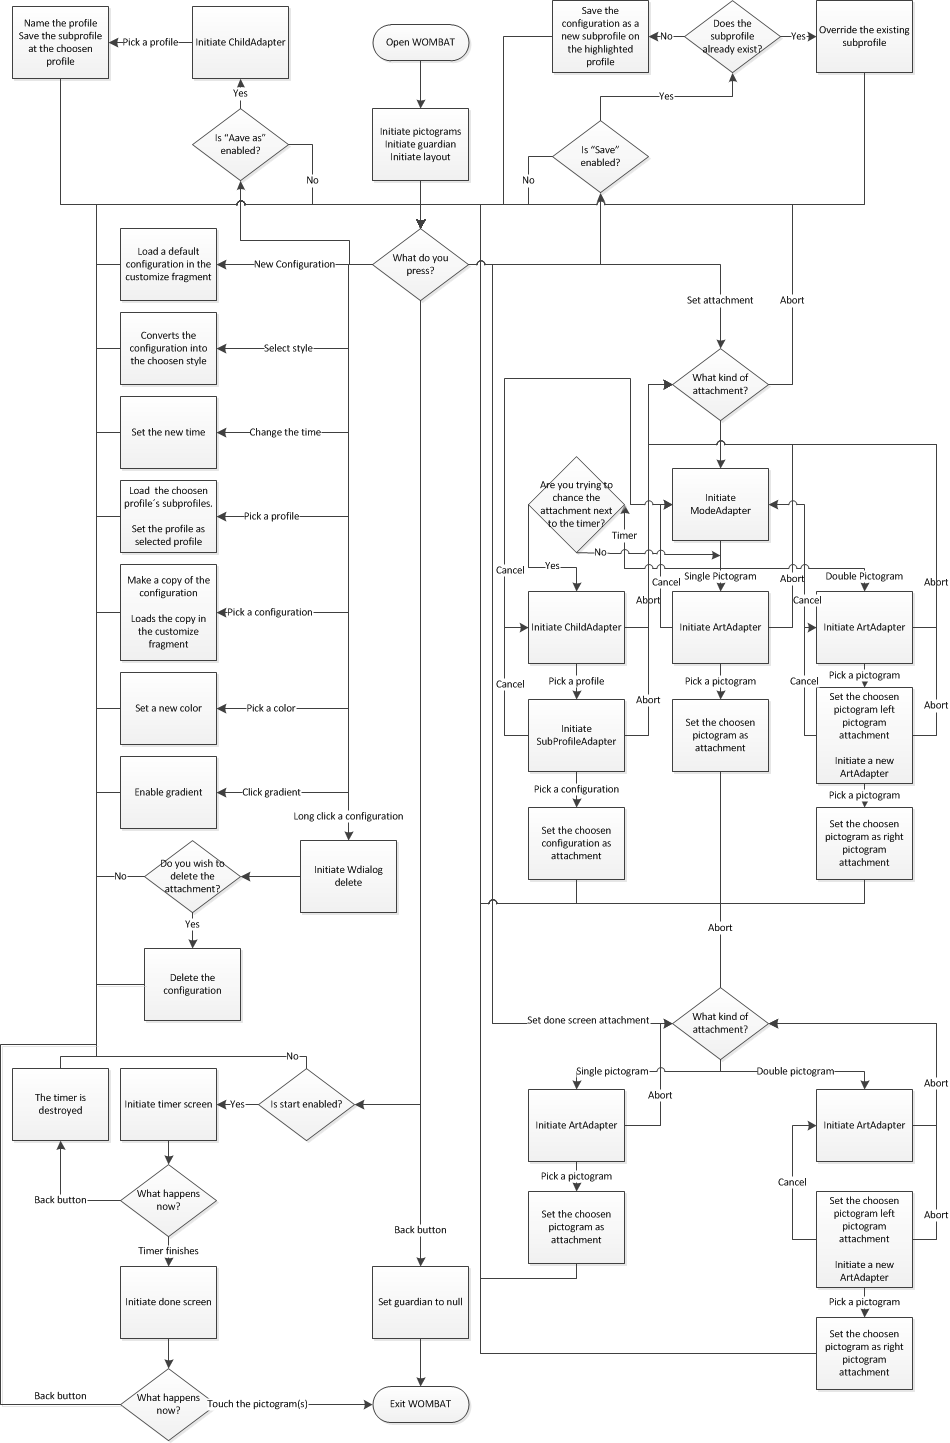 Name the profile
Save the subprofile
at the choosen
profile
Pick a profile
Initiate ChildAdapter
Yes
Is "Aave as"
enabled?
No
Open WOMBAT
Initiate pictograms
Initiate guardian
Initiate layout
Save the
configuration as a
new subprofile on
the highlighted
profile
No
Does the
subprofile
already exist?
Yes
Override the existing
subprofile
Yes
Is "Save"
enabled?
No
What do you
press?
New Configuration
Load a default
configuration in the
customize fragment
Select style
Converts the
configuration into
the choosen style
Change the time
Set the new time
Pick a profile
Load  the choosen
profile´s subprofiles.
Set the profile as
selected profile
Pick a configuration
Make a copy of the
configuration
Loads the copy in
the customize
fragment
Pick a color
Set a new color
Click gradient
Enable gradient
Long click a configuration
Initiate Wdialog
delete
Do you wish to
delete the
attachment?
No
Yes
Delete the
configuration
Set attachment
Abort
What kind of
attachment?
Initiate
ModeAdapter
Are you trying to
chance the
attachment next
to the timer?
Timer
No
Yes
Cancel
Cancel
Single Pictogram
Abort
Double Pictogram
Abort
Abort
Cancel
Initiate ChildAdapter
Initiate ArtAdapter
Initiate ArtAdapter
Pick a profile
Pick a pictogram
Pick a pictogram
Cancel
Abort
Cancel
Abort
Initiate
SubProfileAdapter
Set the choosen
pictogram as
attachment
Set the choosen
pictogram left
pictogram
attachment
Initiate a new
ArtAdapter
Pick a configuration
Pick a pictogram
Set the choosen
configuration as
attachment
Set the choosen
pictogram as right
pictogram
attachment
Abort
Set done screen attachment
What kind of
attachment?
Single pictogram
Double pictogram
Abort
Abort
Initiate ArtAdapter
Initiate ArtAdapter
Pick a pictogram
Cancel
Set the choosen
pictogram as
attachment
Set the choosen
pictogram left
pictogram
attachment
Initiate a new
ArtAdapter
Abort
Pick a pictogram
Set the choosen
pictogram as right
pictogram
attachment
No
Is start enabled?
Yes
Initiate timer screen
The timer is
destroyed
What happens
now?
Back button
Timer finishes
Initiate done screen
What happens
now?
Back button
Touch the pictogram(s)
Back button
Set guardian to null
Exit WOMBAT